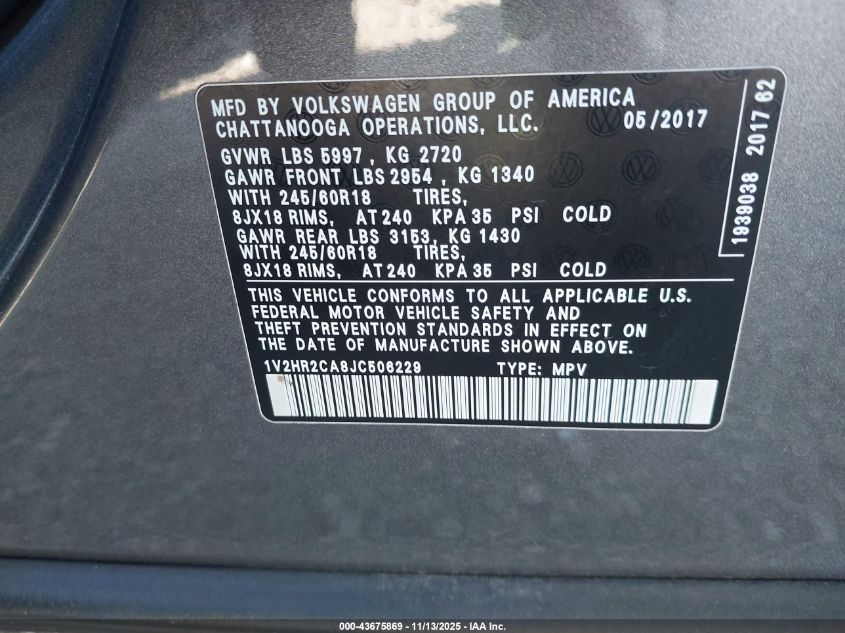 MFD BY VOLKSWAGEN GROUP OF AMERICA
CHATTANOOGA OPERATIONS, LLC. 05/2017
GVWR LBS 5997, KG 2720
GAWR FRONT LBS 2954, KG 1340
WITH 245/60R18 TIRES,
8JX18 RIMS, AT 240 KPA 35 PSI COLD
GAWR REAR LBS 3153, KG 1430
WITH 245/60R18 TIRES,
8JX18 RIMS, AT 240 KPA 35 PSI COLD
THIS VEHICLE CONFORMS TO ALL APPLICABLE U.S.
FEDERAL MOTOR VEHICLE SAFETY AND
THEFT PREVENTION STANDARDS IN EFFECT ON
THE DATE OF MANUFACTURE SHOWN ABOVE.
1V2HR2CA8JC506229 TYPE: MPV
1939038 2017 62
000-43675869 - 11/13/2025 - IAA Inc.